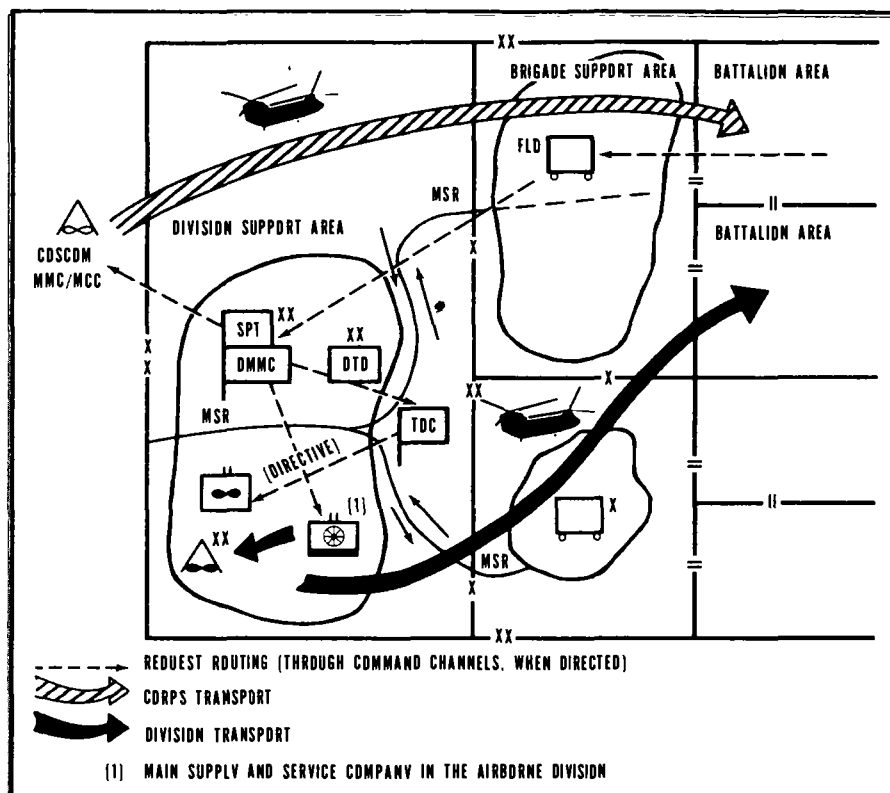 XX
BRIGADE SUPPORT AREA
BATTALION AREA
FLD
MSR
X
DIVISION SUPPORT AREA
COSCOM
MMC/MCC
BATTALION AREA
SPT
XX
DMMC
XX
DTD
X
X
X
XX
MSR
TDC
(DIRECTIVE)
(1)
XX
X
MSR
X
XX
REQUEST ROUTING (THROUGH COMMAND CHANNELS, WHEN DIRECTED)
CORPS TRANSPORT
DIVISION TRANSPORT
(1) MAIN SUPPLY AND SERVICE COMPANY IN THE AIRBORNE DIVISION